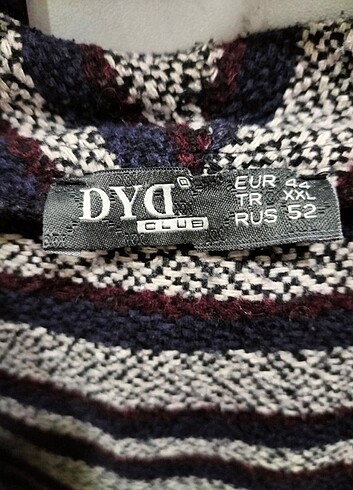 DYD
CLUB
EUR 44
TR XXL
RUS 52